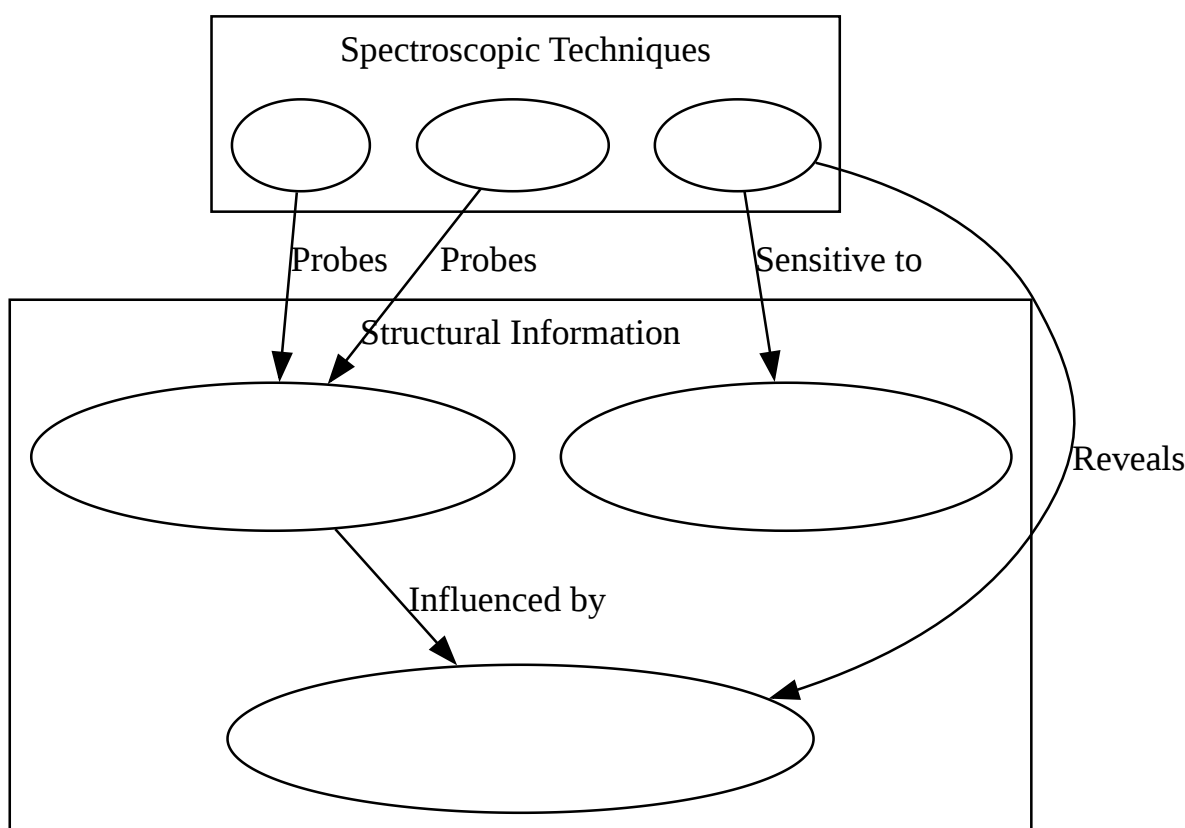 Spectroscopic Techniques
Probes
Probes
Sensitive to
Structural Information
Reveals
Influenced by